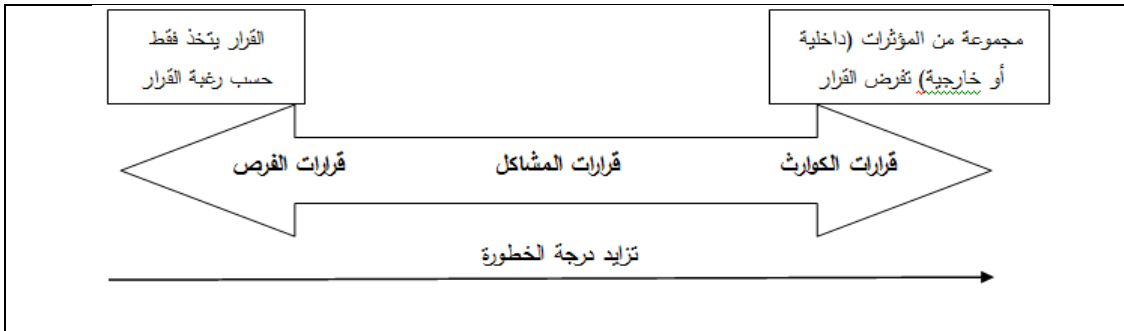 مجموعة من المؤثرات (داخلية
أو خارجية) تفرض القرار
القرار يتخذ فقط
حسب رغبة القرار
قرارات الكوارث
قرارات المشاكل
قرارات الفرص
تزايد درجة الخطورة